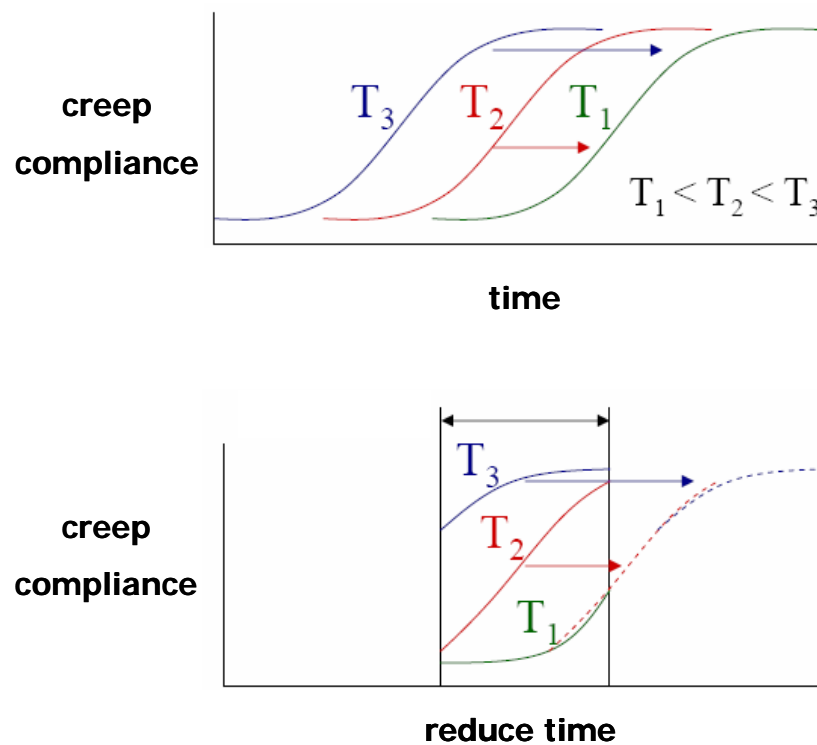 creep
compliance
T₃
T₂
T₁
T₁ < T₂ < T₃
time
creep
compliance
T₃
T₂
T₁
reduce time